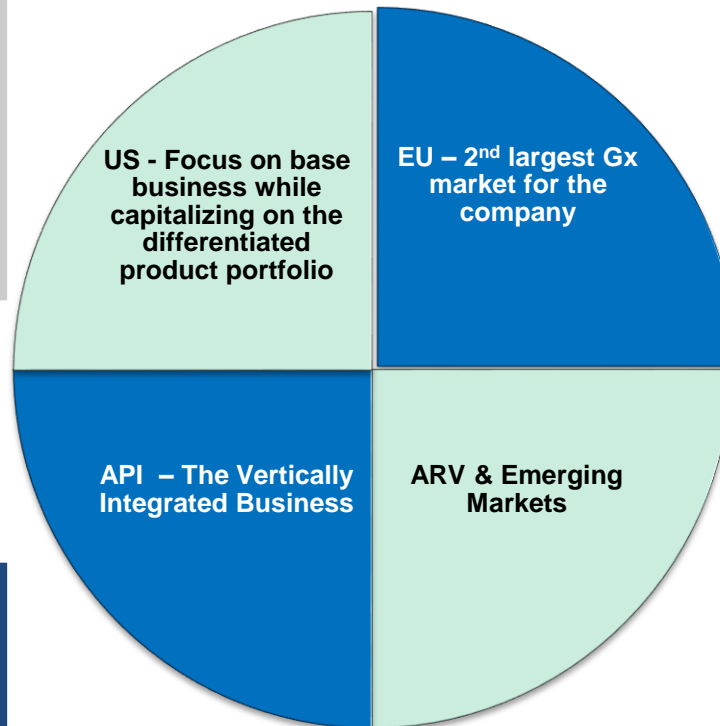 US - Focus on base
business while
capitalizing on the
differentiated
product portfolio
EU – 2nd largest Gx
market for the
company
API – The Vertically
Integrated Business
ARV & Emerging
Markets